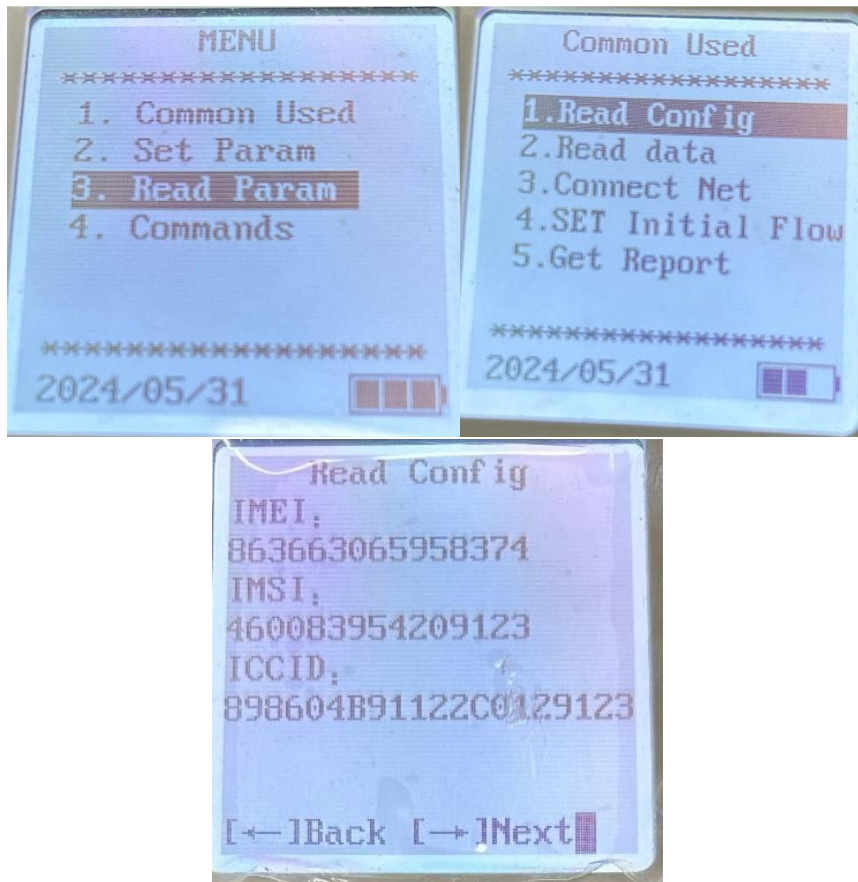 MENU
******************
1. Common Used
2. Set Param
3. Read Param
4. Commands
******************
2024/05/31
Common Used
******************
1.Read Config
2.Read data
3.Connect Net
4.SET Initial Flow
5.Get Report
******************
2024/05/31
Read Config
IMEI:
863663065958374
IMSI:
460083954209123
ICCID:
898604B91122C0129123
[←]Back [→]Next